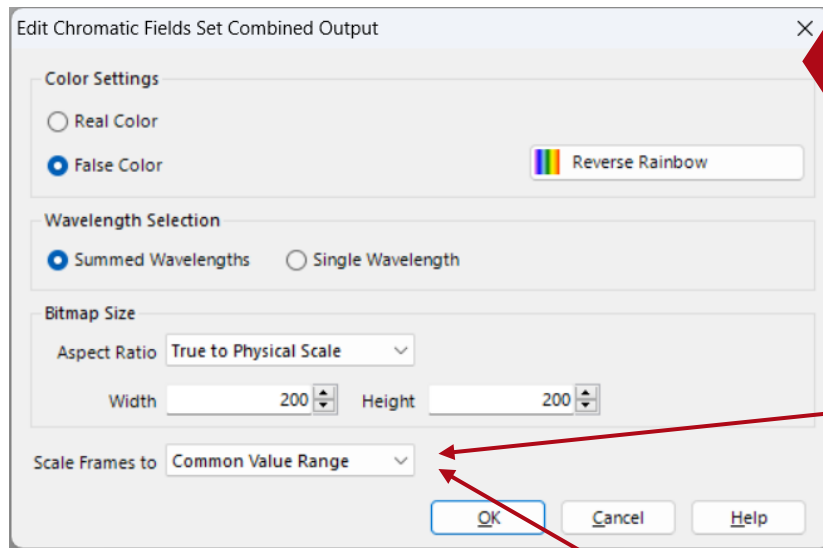 Edit Chromatic Fields Set Combined Output
Color Settings
Real Color
False Color
Reverse Rainbow
Wavelength Selection
Summed Wavelengths Single Wavelength
Bitmap Size
Aspect Ratio True to Physical Scale
Width 200 Height 200
Scale Frames to Common Value Range
OK Cancel Help